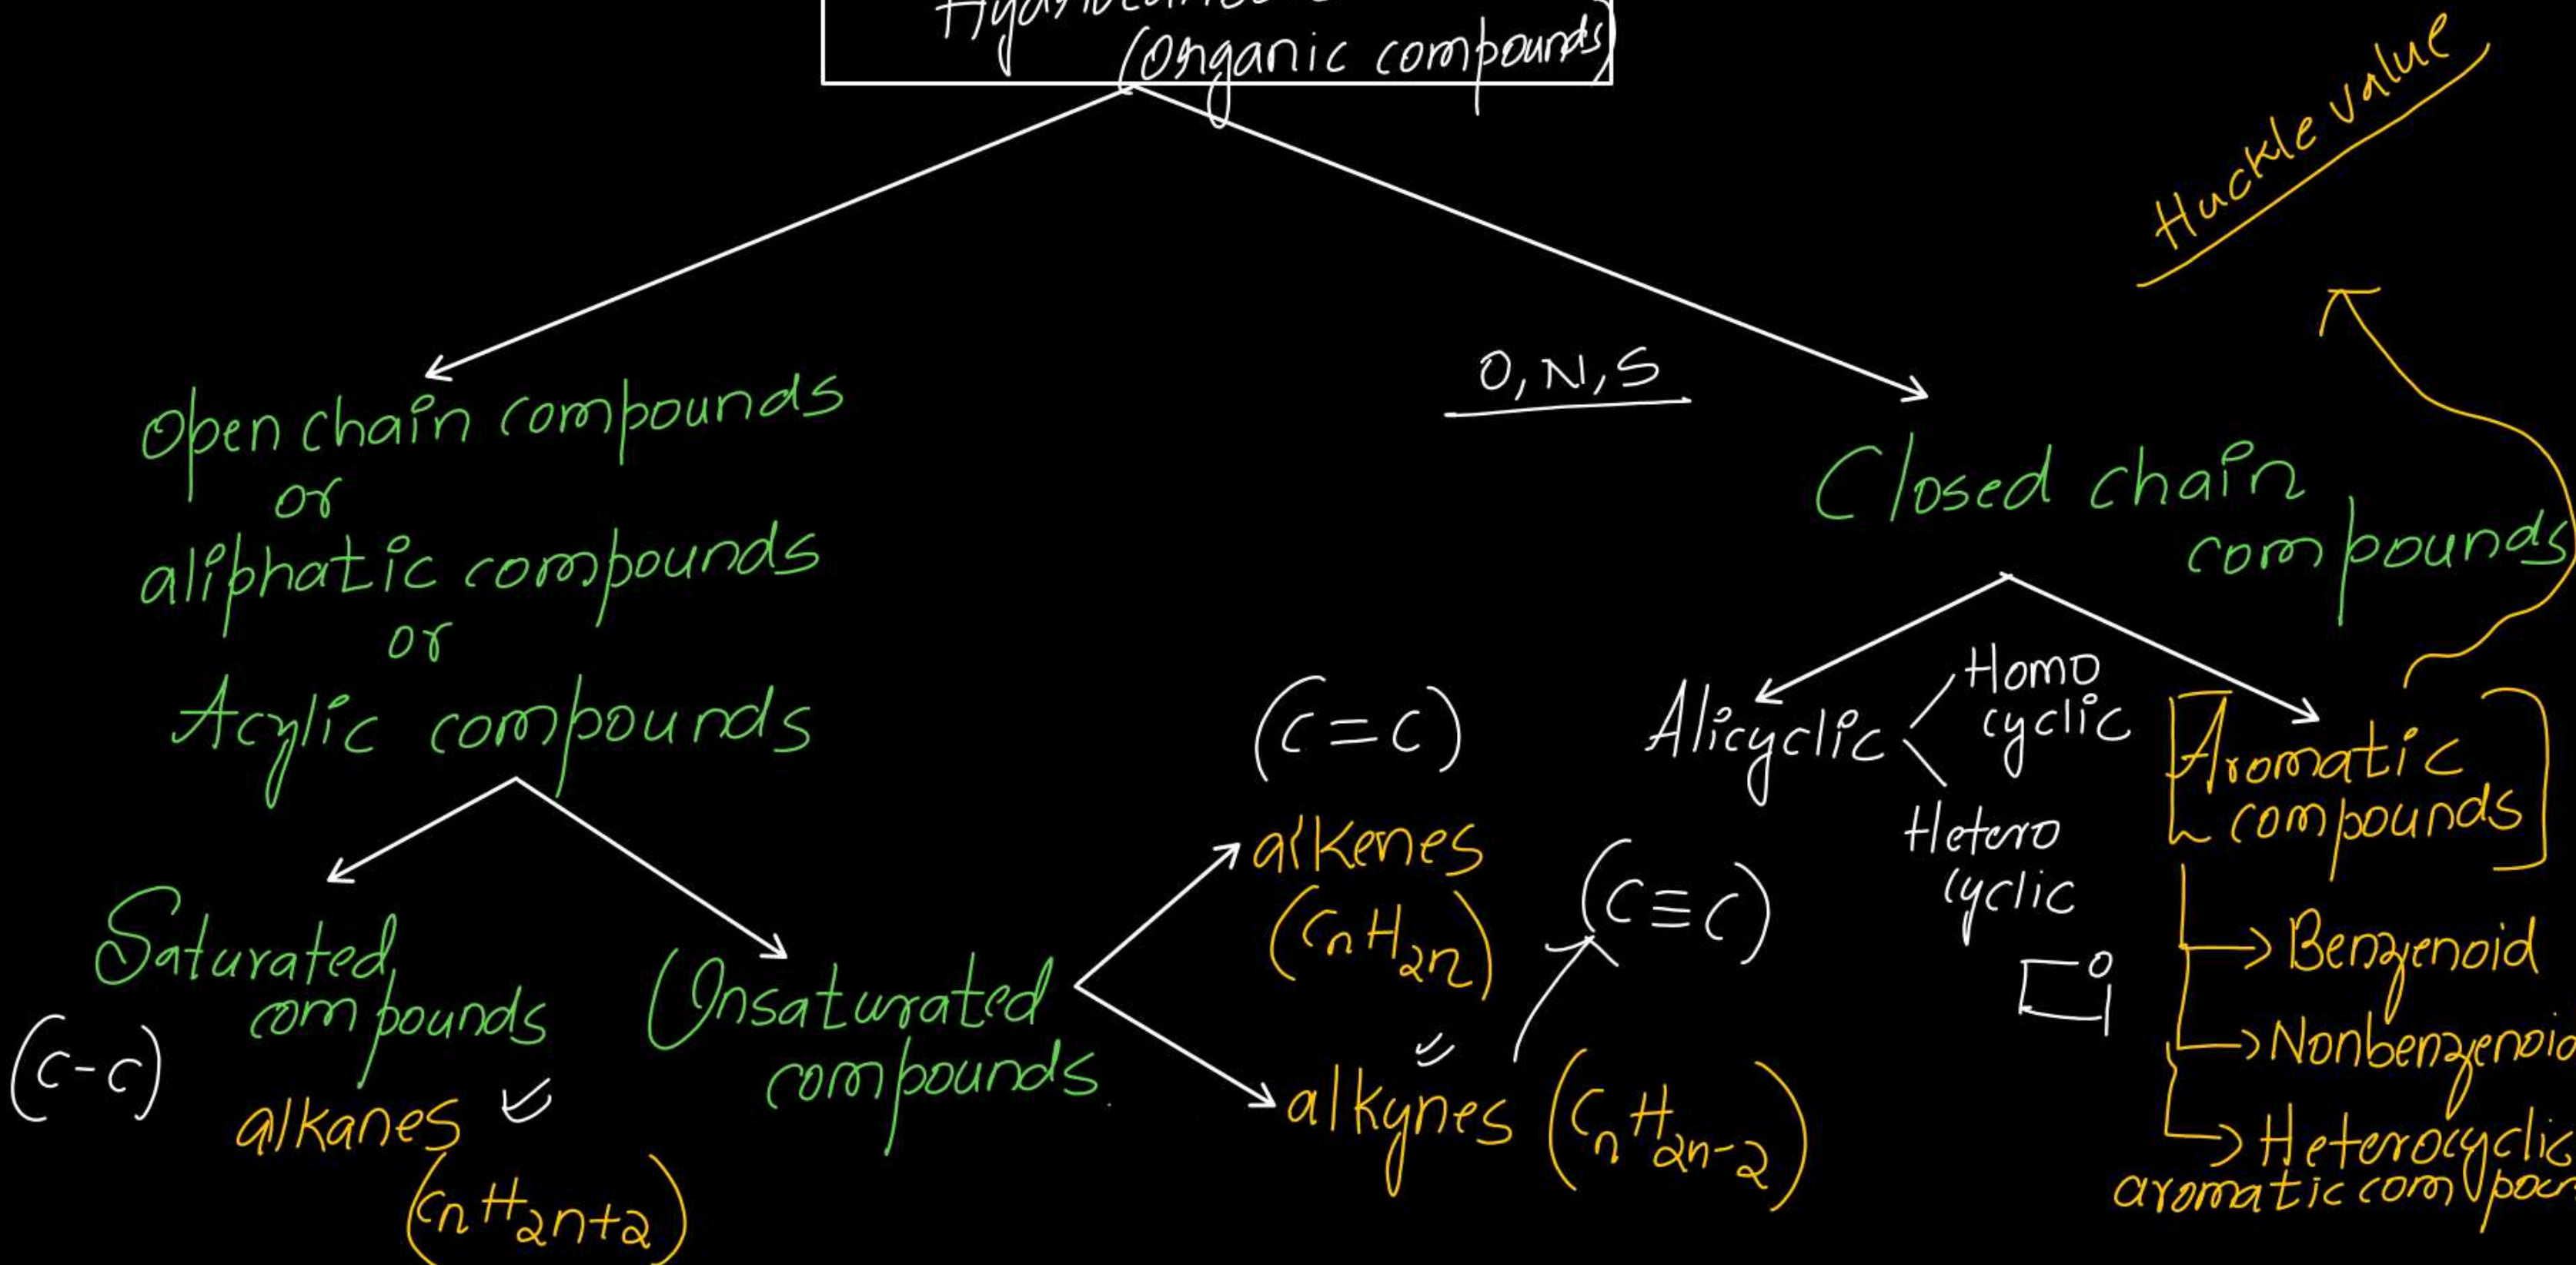 (Organic compounds)
Huckle value
O, N, S
Open chain compounds
or
aliphatic compounds
or
Acylic compounds
Closed chain
compounds
Alicyclic
Homo
cyclic
Hetero
cyclic
O
Aromatic
compounds
(C=C)
alkenes
(CnH2n)
(C≡C)
Saturated
compounds
(C-C)
alkanes
(CnH2n+2)
Unsaturated
compounds
alkynes (CnH2n-2)
Benzenoid
Nonbenzenoid
Heterocyclic
aromatic